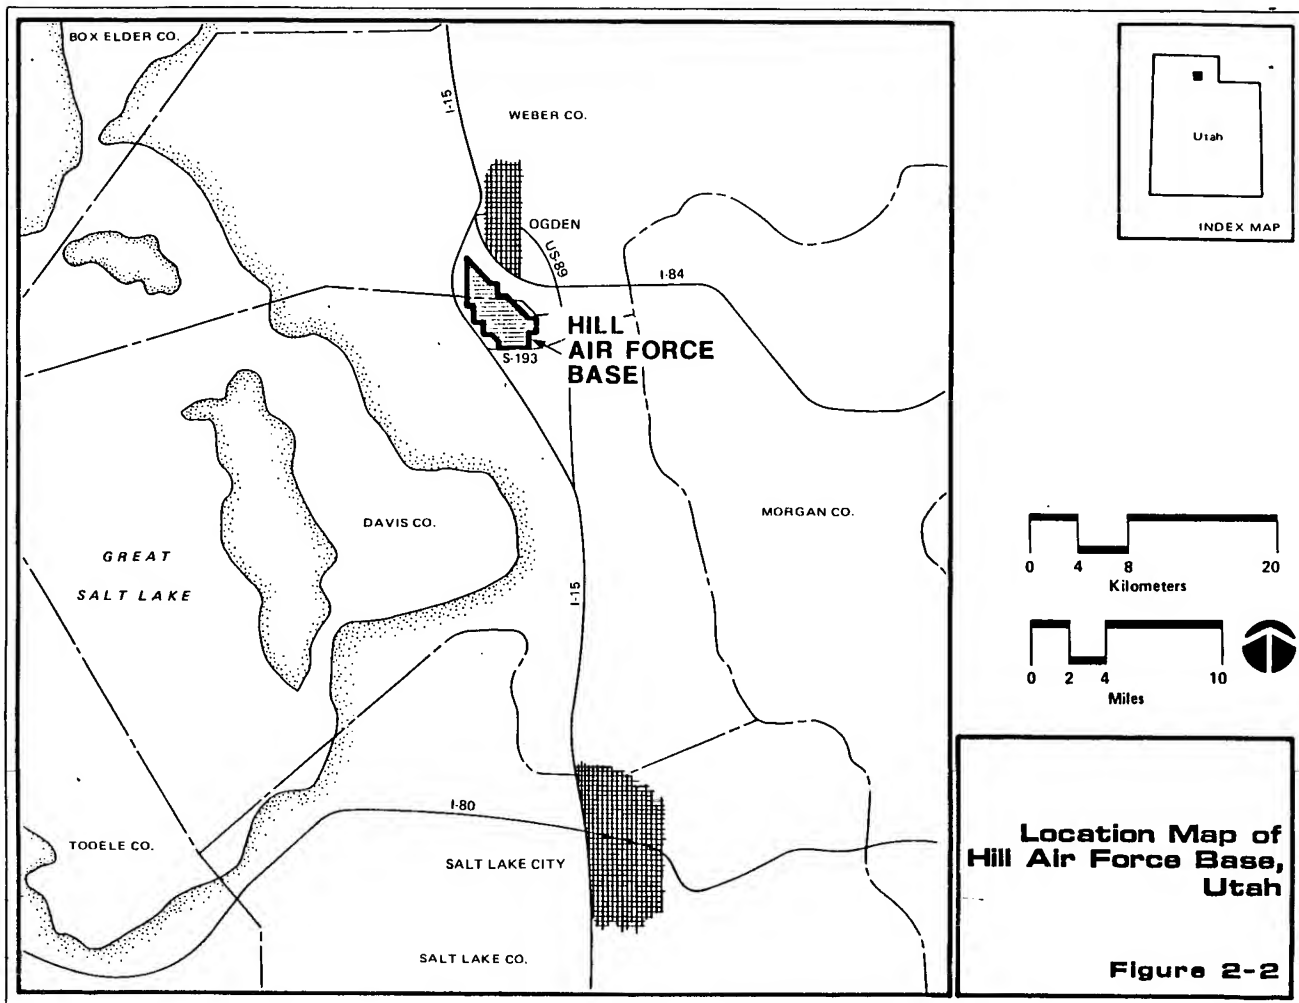 BOX ELDER CO.
I-15
WEBER CO.
OGDEN
US-89
I-84
HILL
AIR FORCE
BASE
S-193
DAVIS CO.
MORGAN CO.
GREAT
SALT LAKE
I-15
I-80
TOOELE CO.
SALT LAKE CITY
SALT LAKE CO.
Utah
INDEX MAP
0 4 8 20
Kilometers
0 2 4 10
Miles
Location Map of
Hill Air Force Base,
Utah
Figure 2-2